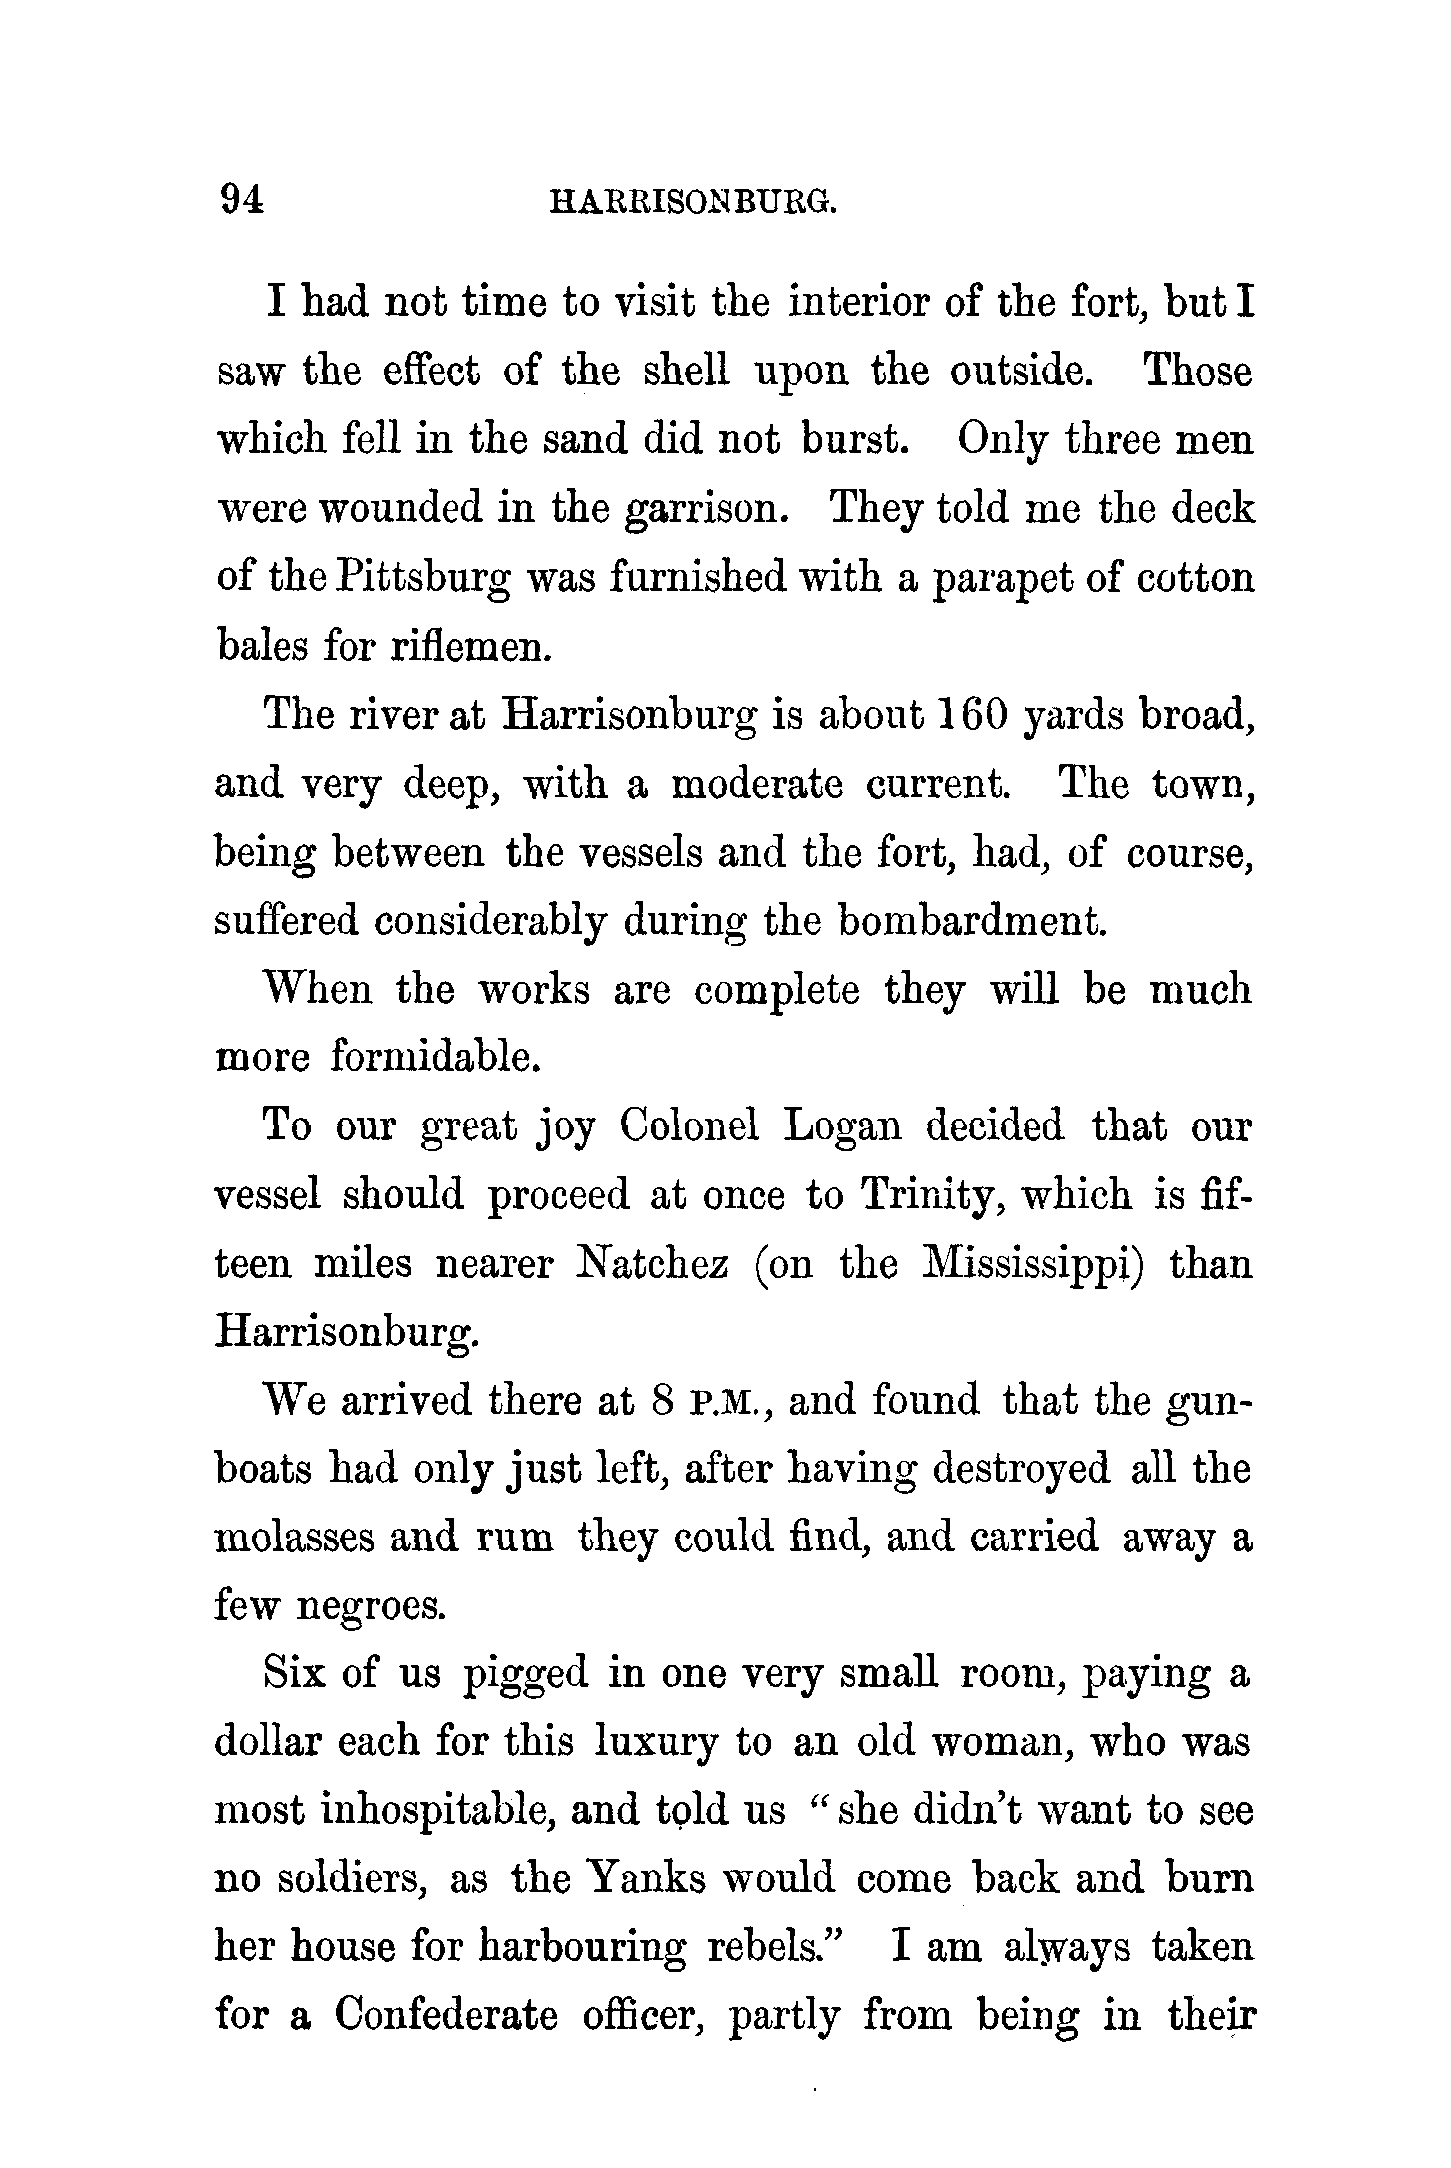 94 HARRISONBURG.
I had not time to visit the interior of the fort, but I
saw the effect of the shell upon the outside. Those
which fell in the sand did not burst. Only three men
were wounded in the garrison. They told me the deck
of the Pittsburg was furnished with a parapet of cotton
bales for riflemen.
The river at Harrisonburg is about 160 yards broad,
and very deep, with a moderate current. The town,
being between the vessels and the fort, had, of course,
suffered considerably during the bombardment.
When the works are complete they will be much
more formidable.
To our great joy Colonel Logan decided that our
vessel should proceed at once to Trinity, which is fif-
teen miles nearer Natchez (on the Mississippi) than
Harrisonburg.
We arrived there at 8 P.M., and found that the gun-
boats had only just left, after having destroyed all the
molasses and rum they could find, and carried away a
few negroes.
Six of us pigged in one very small room, paying a
dollar each for this luxury to an old woman, who was
most inhospitable, and told us “she didn’t want to see
no soldiers, as the Yanks would come back and burn
her house for harbouring rebels.” I am always taken
for a Confederate officer, partly from being in their